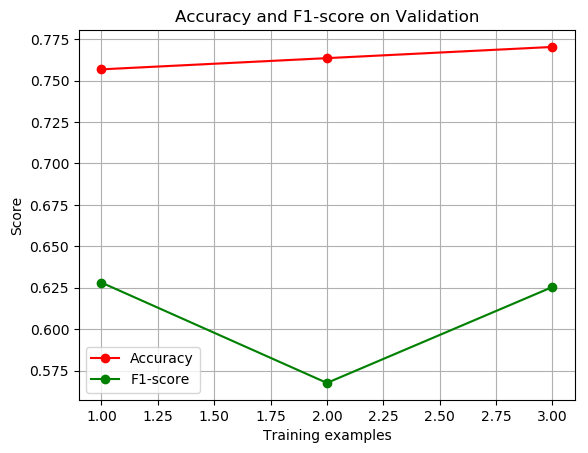 Accuracy and F1-score on Validation
0.775
0.750
0.725
0.700
0.675
0.650
0.625
0.600
0.575
Score
Accuracy
F1-score
1.00 1.25 1.50 1.75 2.00 2.25 2.50 2.75 3.00
Training examples